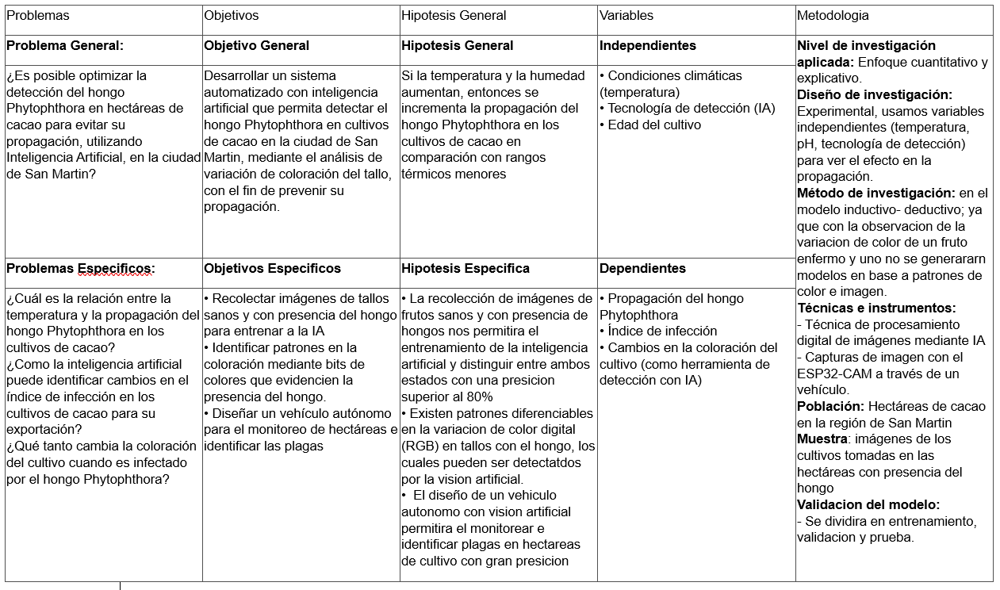 Problemas
Objetivos
Hipotesis General
Variables
Metodologia
Problema General:
Objetivo General
Hipotesis General
Independientes
¿Es posible optimizar la
detección del hongo
Phytophthora en hectáreas de
cacao para evitar su
propagación, utilizando
Inteligencia Artificial, en la ciudad
de San Martin?
Desarrollar un sistema
automatizado con inteligencia
artificial que permita detectar el
hongo Phytophthora en cultivos
de cacao en la ciudad de San
Martin, mediante el análisis de
variación de coloración del tallo,
con el fin de prevenir su
propagación.
Si la temperatura y la humedad
aumentan, entonces se
incrementa la propagación del
hongo Phytophthora en los
cultivos de cacao en
comparación con rangos
térmicos menores
• Condiciones climáticas
(temperatura)
• Tecnología de detección (IA)
• Edad del cultivo
Problemas Especificos:
Objetivos Especificos
Hipotesis Especifica
Dependientes
¿Cuál es la relación entre la
temperatura y la propagación del
hongo Phytophthora en los
cultivos de cacao?
¿Como la inteligencia artificial
puede identificar cambios en el
índice de infección en los
cultivos de cacao para su
exportación?
¿Qué tanto cambia la coloración
del cultivo cuando es infectado
por el hongo Phytophthora?
• Recolectar imágenes de tallos
sanos y con presencia del hongo
para entrenar a la IA
• Identificar patrones en la
coloración mediante bits de
colores que evidencien la
presencia del hongo.
• Diseñar un vehículo autónomo
para el monitoreo de hectáreas e
identificar las plagas
• La recolección de imágenes de
frutos sanos y con presencia de
hongos nos permitira el
entrenamiento de la inteligencia
artificial y distinguir entre ambos
estados con una presicion
superior al 80%
• Existen patrones diferenciables
en la variacion de color digital
(RGB) en tallos con el hongo, los
cuales pueden ser detectatdos
por la vision artificial.
• El diseño de un vehiculo
autonomo con vision artificial
permitira el monitorear e
identificar plagas en hectareas
de cultivo con gran presicion
• Propagación del hongo
Phytophthora
• Índice de infección
• Cambios en la coloración del
cultivo (como herramienta de
detección con IA)
Nivel de investigación
aplicada: Enfoque cuantitativo y
explicativo.
Diseño de investigación:
Experimental, usamos variables
independientes (temperatura,
pH, tecnología de detección)
para ver el efecto en la
propagación.
Método de investigación: en el
modelo inductivo- deductivo; ya
que con la observacion de la
variacion de color de un fruto
enfermo y uno no se generararn
modelos en base a patrones de
color e imagen.
Técnicas e instrumentos:
- Técnica de procesamiento
digital de imágenes mediante IA
- Capturas de imagen con el
ESP32-CAM a través de un
vehículo.
Población: Hectáreas de cacao
en la región de San Martin
Muestra: imágenes de los
cultivos tomadas en las
hectáreas con presencia del
hongo
Validacion del modelo:
- Se dividira en entrenamiento,
validacion y prueba.